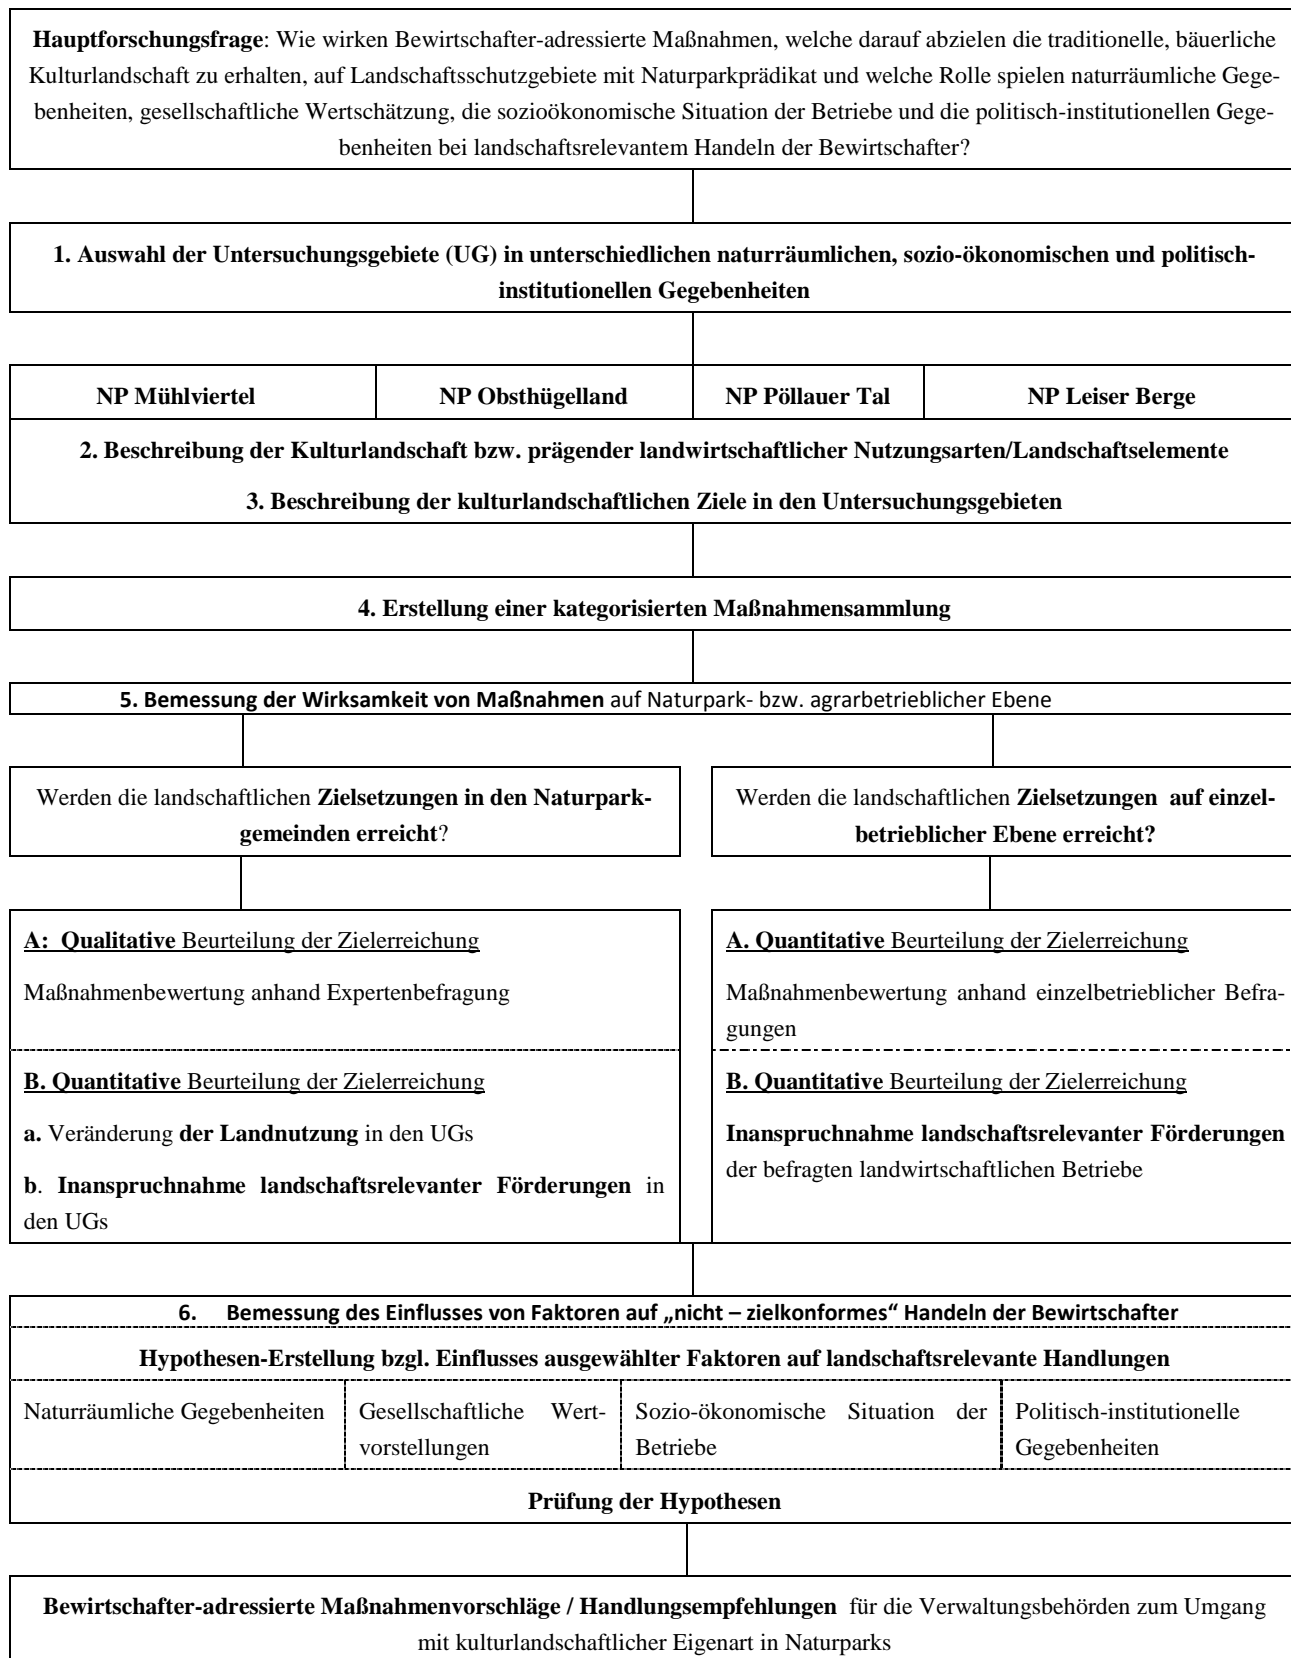 Hauptforschungsfrage: Wie wirken Bewirtschafter-adressierte Maßnahmen, welche darauf abzielen die traditionelle, bäuerliche
Kulturlandschaft zu erhalten, auf Landschaftsschutzgebiete mit Naturparkprädikat und welche Rolle spielen naturräumliche Gege-
benheiten, gesellschaftliche Wertschätzung, die sozioökonomische Situation der Betriebe und die politisch-institutionellen Gege-
benheiten bei landschaftsrelevantem Handeln der Bewirtschafter?
1. Auswahl der Untersuchungsgebiete (UG) in unterschiedlichen naturräumlichen, sozio-ökonomischen und politisch-
institutionellen Gegebenheiten
NP Mühlviertel NP Obsthügelland NP Pöllauer Tal NP Leiser Berge
2. Beschreibung der Kulturlandschaft bzw. prägender landwirtschaftlicher Nutzungsarten/Landschaftselemente
3. Beschreibung der kulturlandschaftlichen Ziele in den Untersuchungsgebieten
4. Erstellung einer kategorisierten Maßnahmensammlung
5. Bemessung der Wirksamkeit von Maßnahmen auf Naturpark- bzw. agrarbetrieblicher Ebene
Werden die landschaftlichen Zielsetzungen in den Naturpark-
gemeinden erreicht?
Werden die landschaftlichen Zielsetzungen auf einzel-
betrieblicher Ebene erreicht?
A: Qualitative Beurteilung der Zielerreichung
Maßnahmenbewertung anhand Expertenbefragung
B. Quantitative Beurteilung der Zielerreichung
a. Veränderung der Landnutzung in den UGs
b. Inanspruchnahme landschaftsrelevanter Förderungen in
den UGs
A. Quantitative Beurteilung der Zielerreichung
Maßnahmenbewertung anhand einzelbetrieblicher Befra-
gungen
B. Quantitative Beurteilung der Zielerreichung
Inanspruchnahme landschaftsrelevanter Förderungen
der befragten landwirtschaftlichen Betriebe
6. Bemessung des Einflusses von Faktoren auf „nicht – zielkonformes“ Handeln der Bewirtschafter
Hypothesen-Erstellung bzgl. Einflusses ausgewählter Faktoren auf landschaftsrelevante Handlungen
Naturräumliche Gegebenheiten
Gesellschaftliche Wert-
vorstellungen
Sozio-ökonomische Situation der
Betriebe
Politisch-institutionelle
Gegebenheiten
Prüfung der Hypothesen
Bewirtschafter-adressierte Maßnahmenvorschläge / Handlungsempfehlungen für die Verwaltungsbehörden zum Umgang
mit kulturlandschaftlicher Eigenart in Naturparks